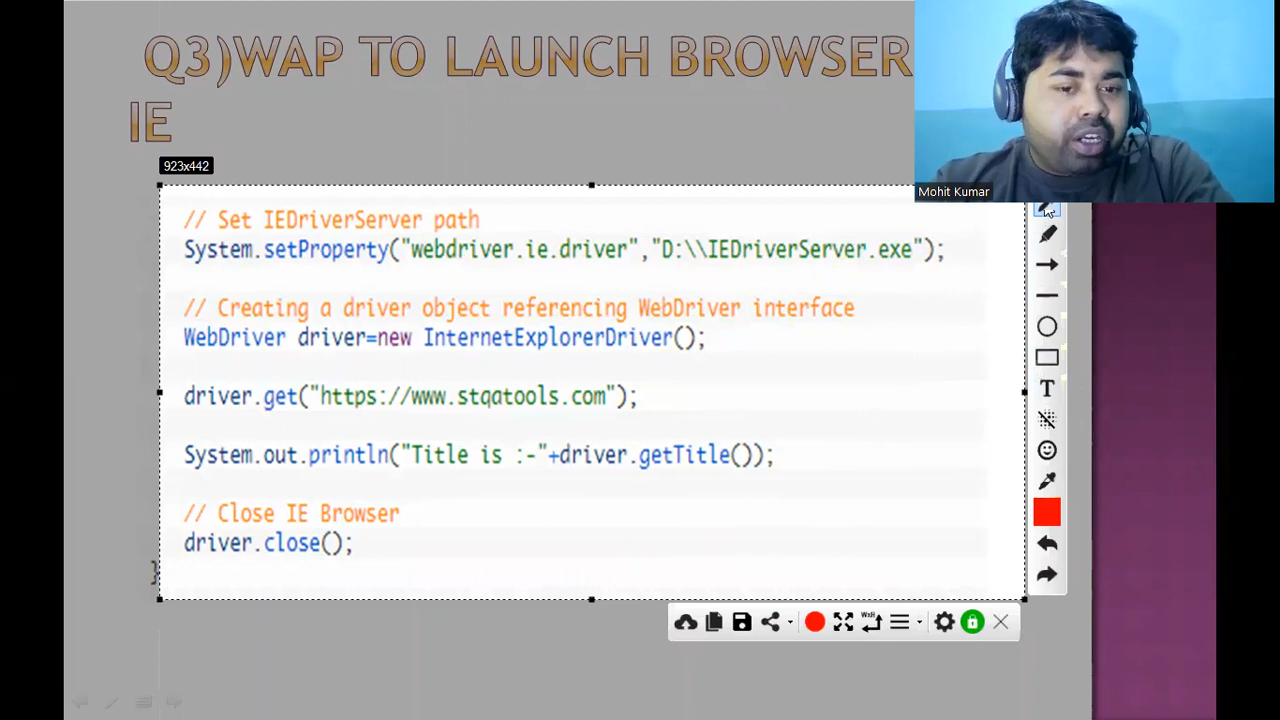 Q3)WAP TO LAUNCH BROWSER
IE
Mohit Kumar
923x442
// Set IEDriverServer path
System.setProperty("webdriver.ie.driver","D:\\IEDriverServer.exe");
// Creating a driver object referencing WebDriver interface
WebDriver driver=new InternetExplorerDriver();
driver.get("https://www.stqatools.com");
System.out.println("Title is :-"+driver.getTitle());
// Close IE Browser
driver.close();
}
T
WxH